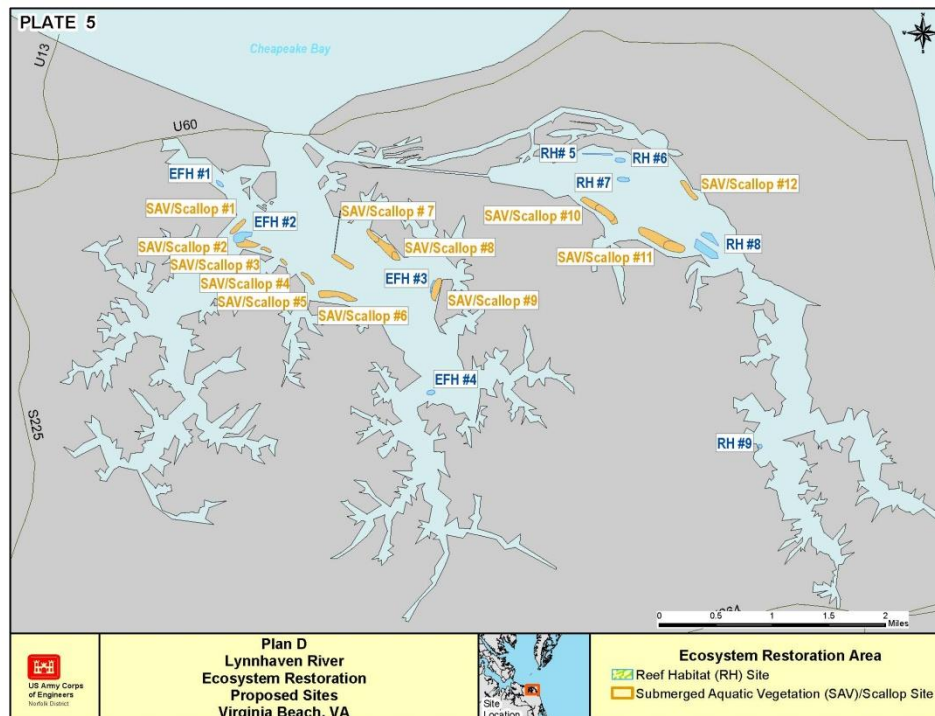 PLATE 5
Cheapeake Bay
U13
U60
EFH #1
RH# 5
RH #6
RH #7
SAV/Scallop #12
SAV/Scallop #1
EFH #2
SAV/Scallop # 7
SAV/Scallop #10
SAV/Scallop #2
SAV/Scallop #8
RH #8
SAV/Scallop #3
SAV/Scallop #11
SAV/Scallop #4
EFH #3
SAV/Scallop #5
SAV/Scallop #9
SAV/Scallop #6
EFH #4
S225
RH #9
0 0.5 1 2
Miles
US Army Corps
of Engineers
Norfolk District
Plan D
Lynnhaven River
Ecosystem Restoration
Proposed Sites
Virginia Beach, VA
Site
Location
Ecosystem Restoration Area
Reef Habitat (RH) Site
Submerged Aquatic Vegetation (SAV)/Scallop Site